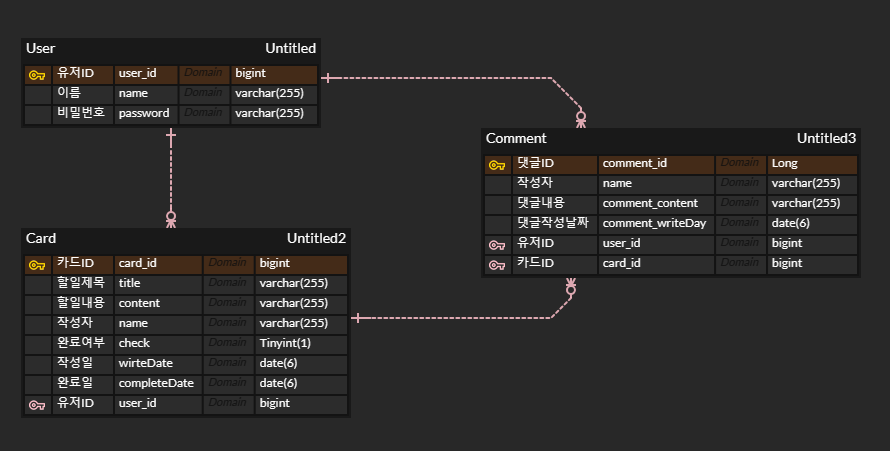 User Untitled
유저ID user_id Domain bigint
이름 name Domain varchar(255)
비밀번호 password Domain varchar(255)
Comment Untitled3
댓글ID comment_id Domain Long
작성자 name Domain varchar(255)
댓글내용 comment_content Domain varchar(255)
댓글작성날짜 comment_writeDay Domain date(6)
유저ID user_id Domain bigint
카드ID card_id Domain bigint
Card Untitled2
카드ID card_id Domain bigint
할일제목 title Domain varchar(255)
할일내용 content Domain varchar(255)
작성자 name Domain varchar(255)
완료여부 check Domain Tinyint(1)
작성일 wirteDate Domain date(6)
완료일 completeDate Domain date(6)
유저ID user_id Domain bigint